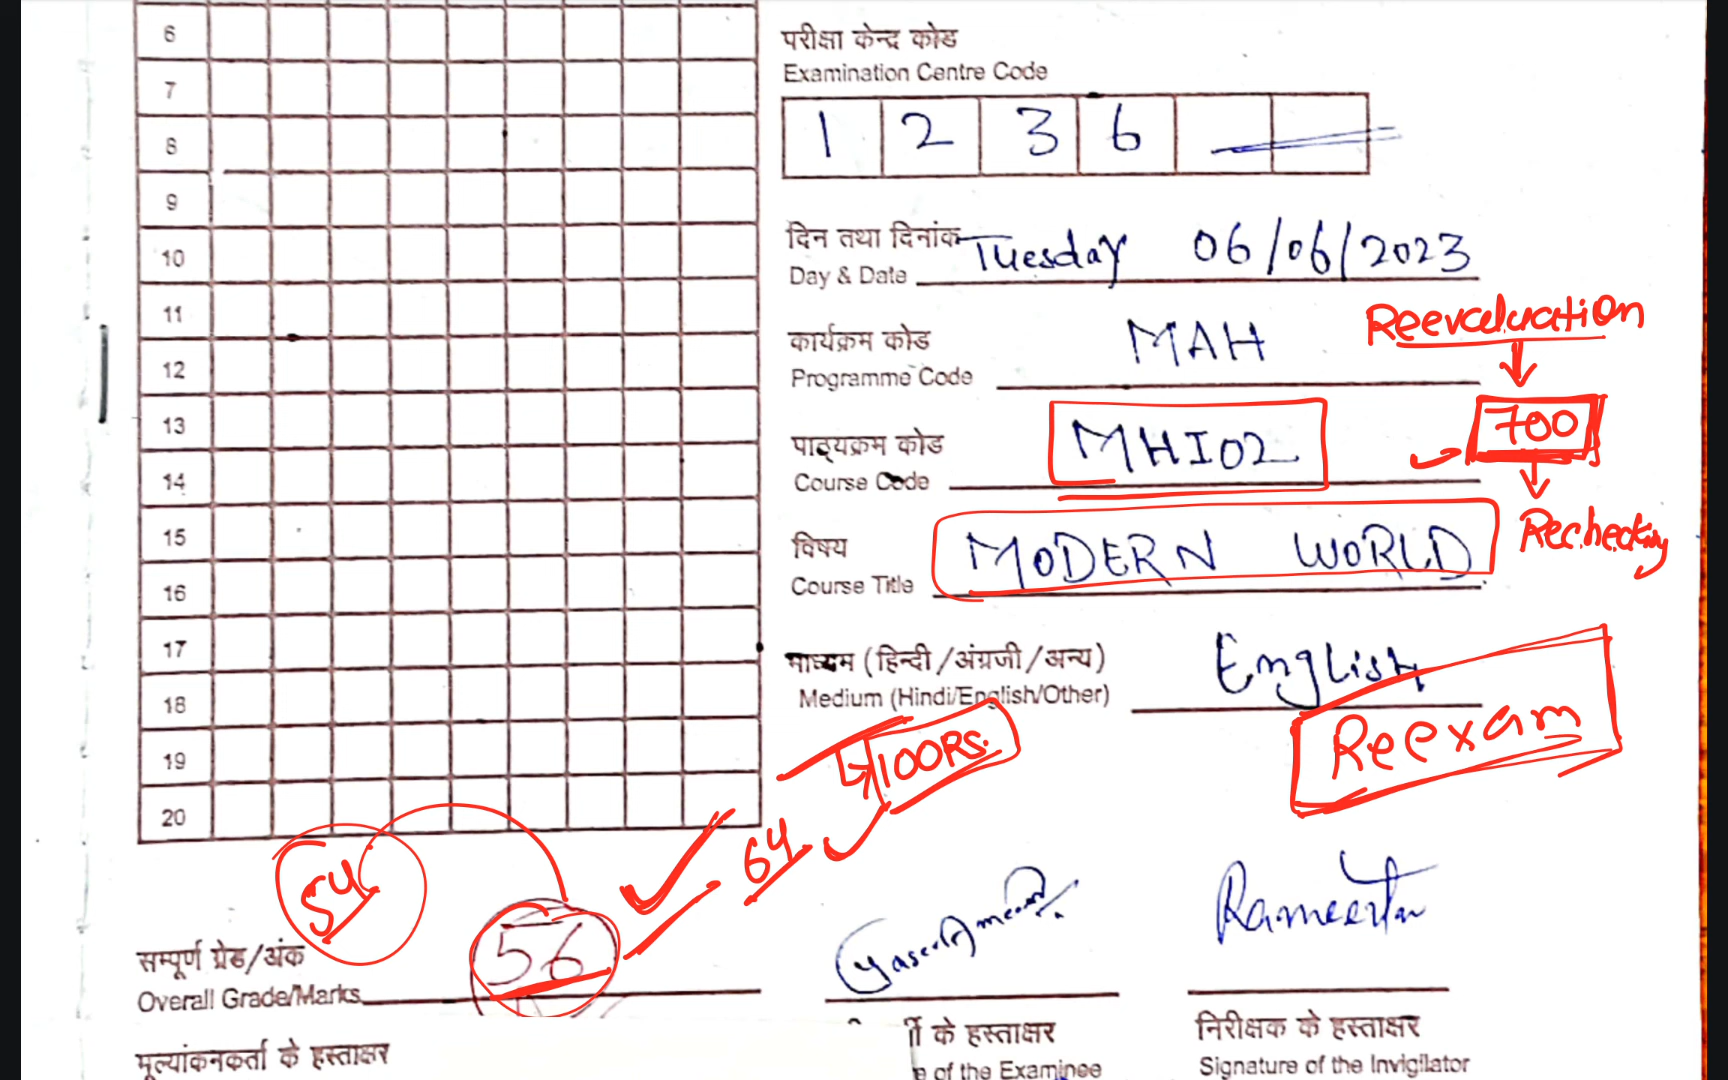 6
7
8
9
10
11
12
13
14
15
16
17
18
19
20
परीक्षा केन्द्र कोड
Examination Centre Code
1 2 3 6
दिन तथा दिनांक Tuesday 06/06/2023
Day & Date
कार्यक्रम कोड MAH
Programme Code
Reevaluation
700
Rechecking
पाठ्यक्रम कोड MHI02
Course Code
विषय MODERN WORLD
Course Title
माध्यम (हिन्दी/अंग्रजी/अन्य) English
Medium (Hindi/English/Other)
100RS.
Reexam
64
54
56
सम्पूर्ण ग्रेड/अंक
Overall Grade/Marks
मूल्यांकनकर्ता के हस्ताक्षर
के हस्ताक्षर
of the Examinee
निरीक्षक के हस्ताक्षर
Signature of the Invigilator